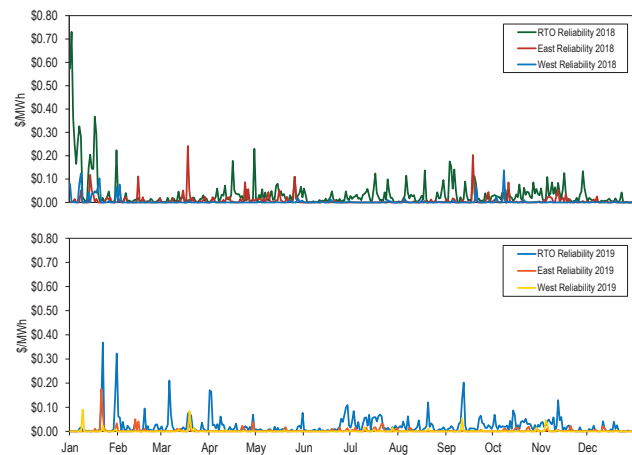 $0.80
$0.70
$0.60
$0.50
$0.40
$0.30
$0.20
$0.10
$0.00
$/MWh
RTO Reliability 2018
East Reliability 2018
West Reliability 2018
$0.80
$0.70
$0.60
$0.50
$0.40
$0.30
$0.20
$0.10
$0.00
$/MWh
RTO Reliability 2019
East Reliability 2019
West Reliability 2019
Jan Feb Mar Apr May Jun Jul Aug Sep Oct Nov Dec